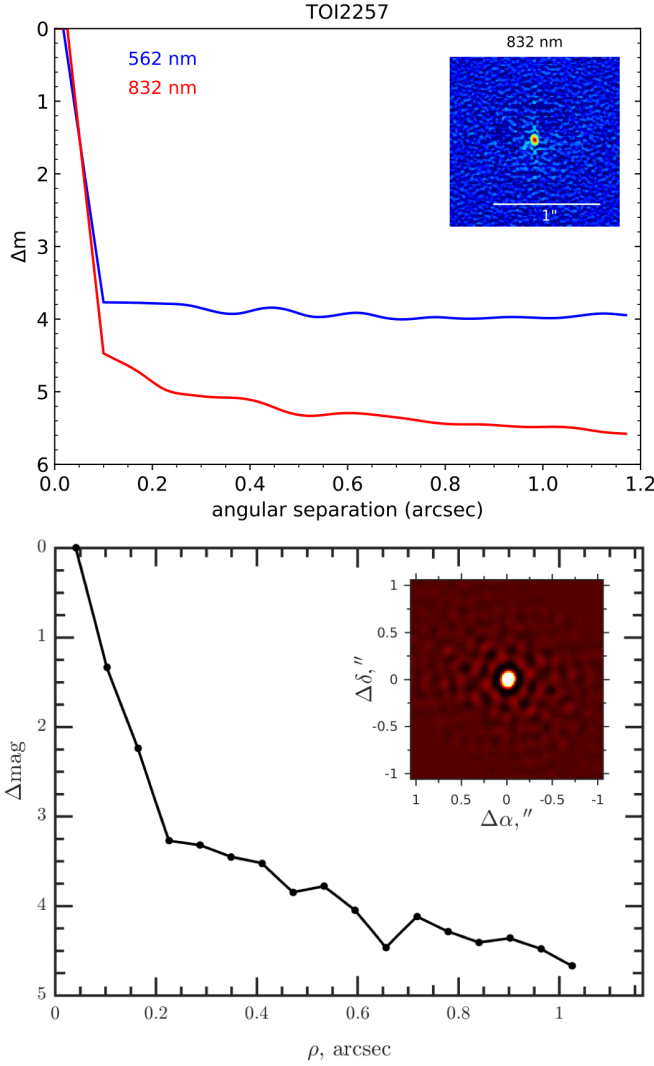 TOI2257
0
1
2
3
4
5
6
Δm
562 nm
832 nm
832 nm
1"
0.0 0.2 0.4 0.6 0.8 1.0 1.2
angular separation (arcsec)
0
1
2
3
4
5
Δmag
1
0.5
0
-0.5
-1
Δδ,″
1 0.5 0 -0.5 -1
Δα,″
0 0.2 0.4 0.6 0.8 1
ρ, arcsec